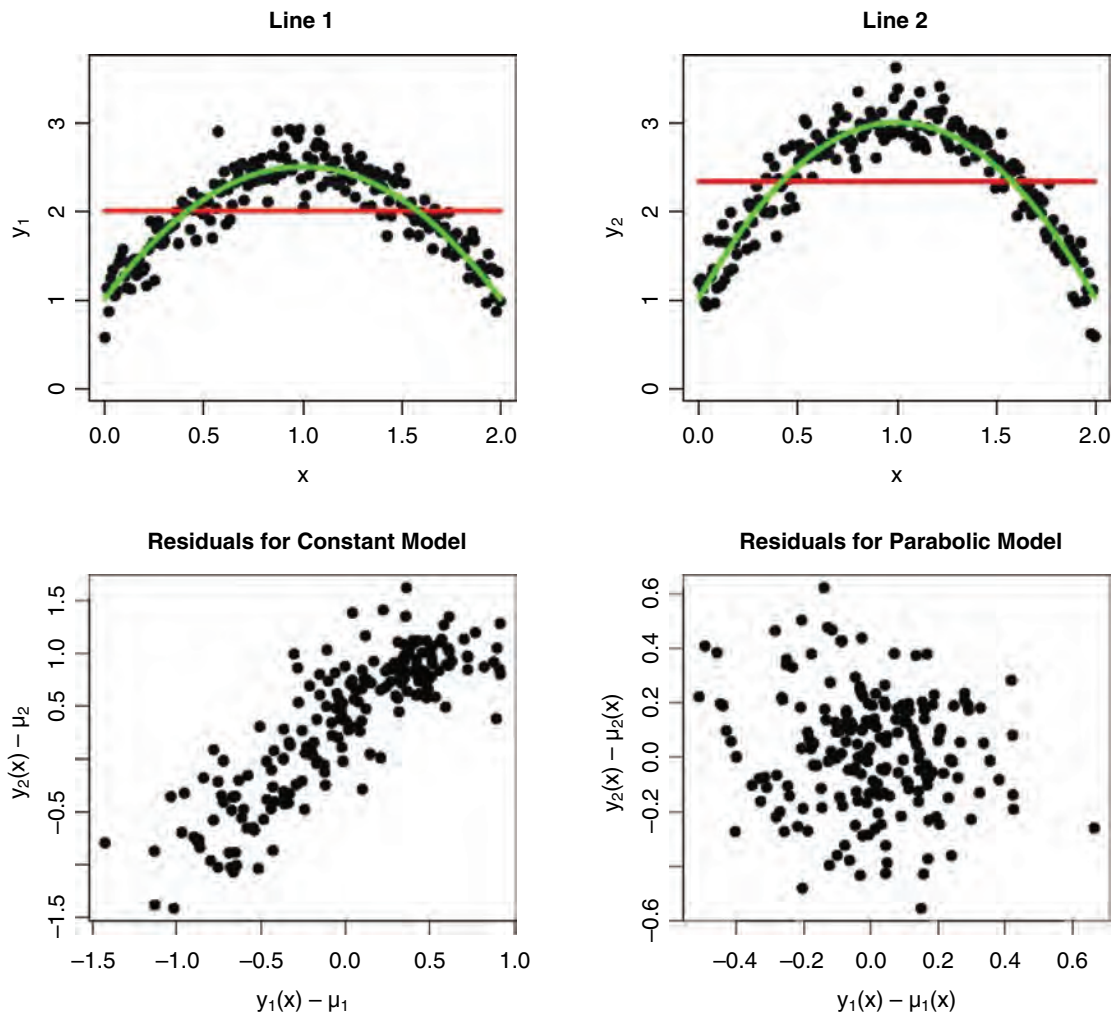 Line 1
Line 2
y₁
3
2
1
0
0.0 0.5 1.0 1.5 2.0
x
y₂
3
2
1
0
0.0 0.5 1.0 1.5 2.0
x
Residuals for Constant Model
Residuals for Parabolic Model
y₂(x) – μ₂
1.5
1.0
0.5
–0.5
–1.5
–1.5 –1.0 –0.5 0.0 0.5 1.0
y₁(x) – μ₁
y₂(x) – μ₂(x)
0.6
0.4
0.2
0.0
–0.2
–0.6
–0.4 –0.2 0.0 0.2 0.4 0.6
y₁(x) – μ₁(x)